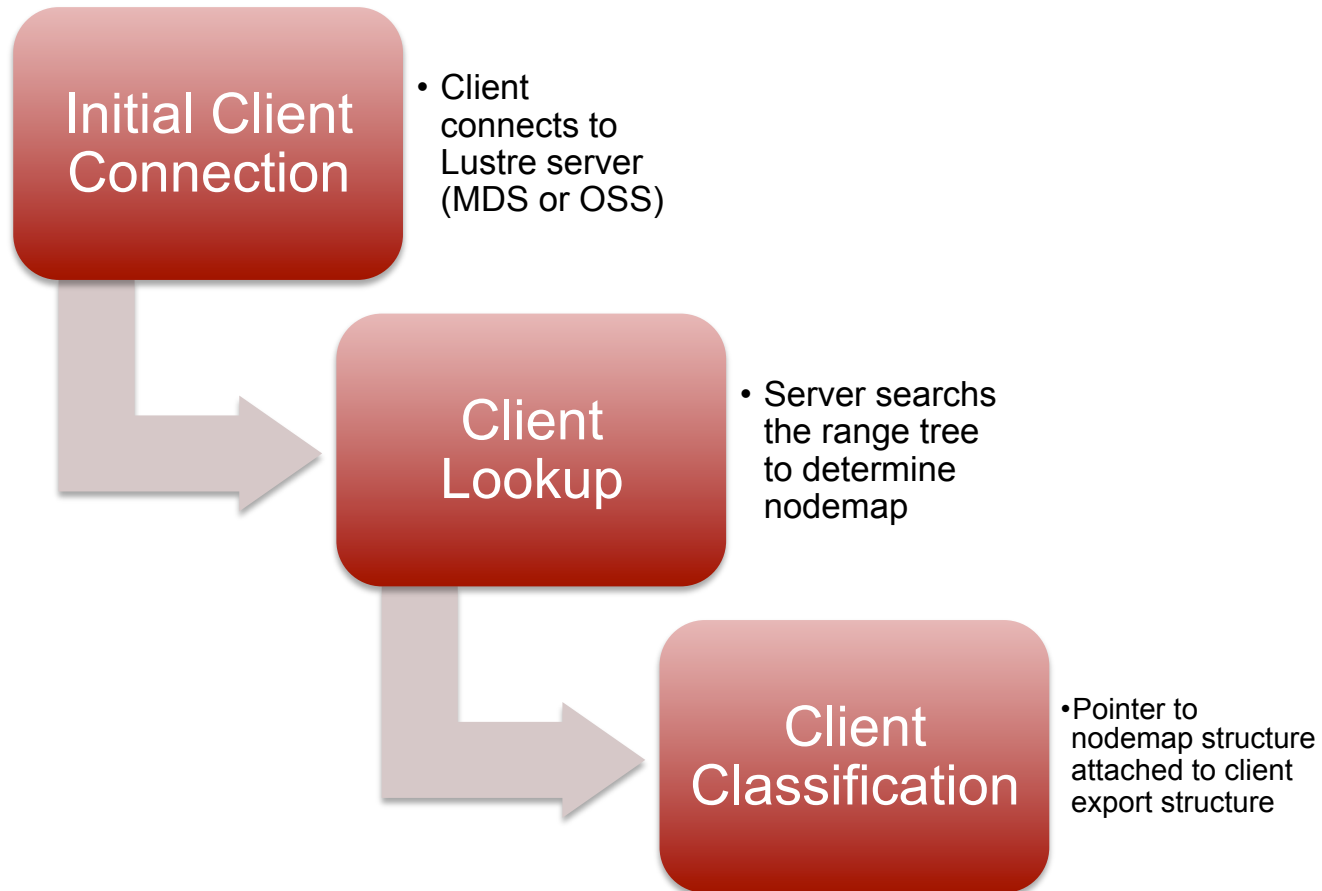 Initial Client
Connection
• Client
connects to
Lustre server
(MDS or OSS)
Client
Lookup
• Server searchs
the range tree
to determine
nodemap
Client
Classification
•Pointer to
nodemap structure
attached to client
export structure